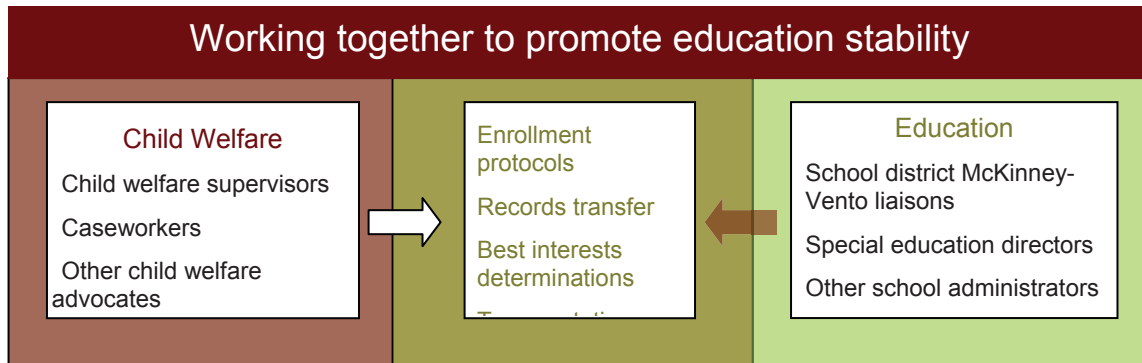 Working together to promote education stability
Child Welfare
Child welfare supervisors
Caseworkers
Other child welfare
advocates
Enrollment
protocols
Records transfer
Best interests
determinations
Education
School district McKinney-
Vento liaisons
Special education directors
Other school administrators